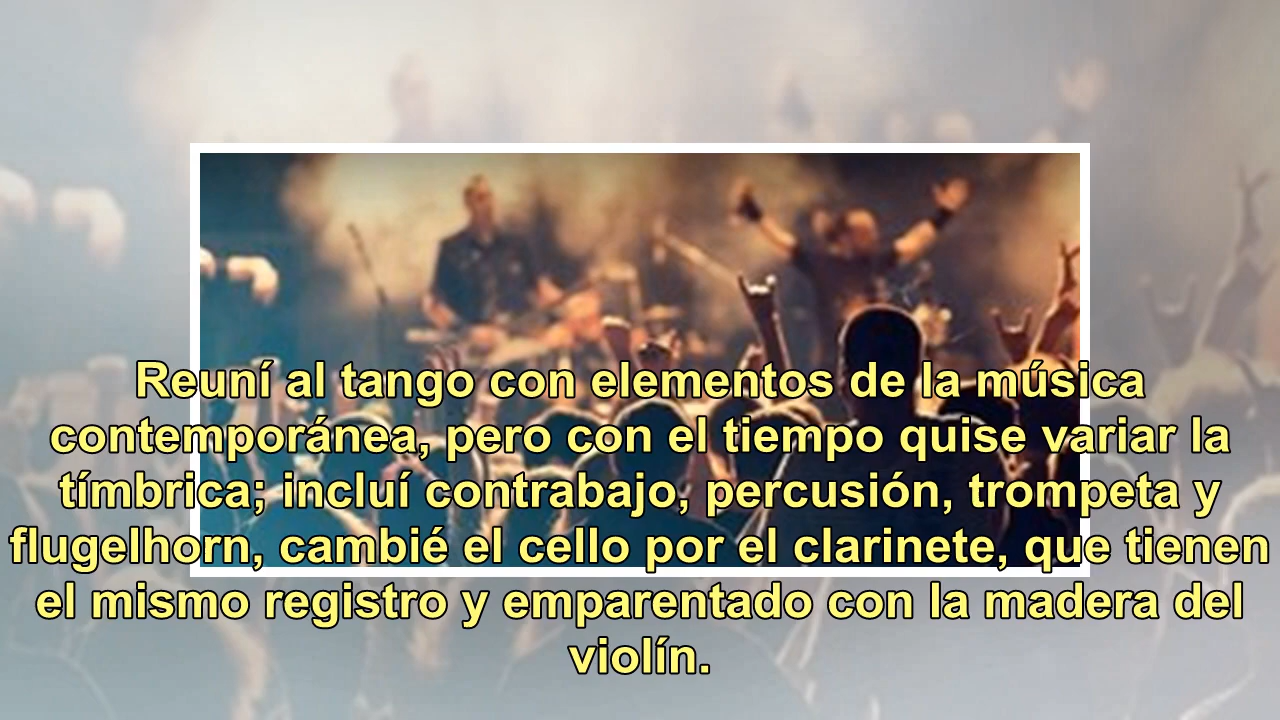 Reuní al tango con elementos de la música
contemporánea, pero con el tiempo quise variar la
tímbrica; incluí contrabajo, percusión, trompeta y
flugelhorn, cambié el cello por el clarinete, que tienen
el mismo registro y emparentado con la madera del
violín.